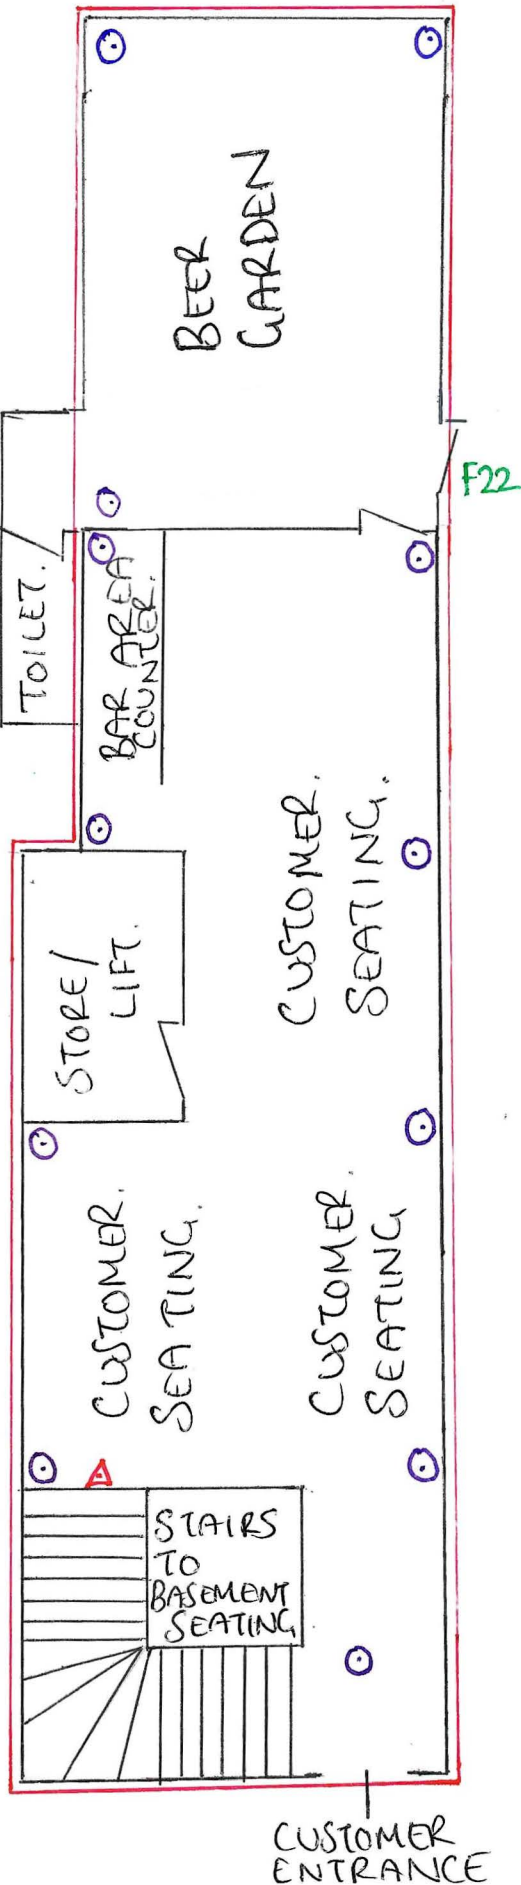 BEER
GARDEN
F22
TOILET.
BAR AREA
COUNTER.
CUSTOMER.
SEATING.
STORE/
LIFT.
CUSTOMER.
SEATING.
CUSTOMER.
SEATING
STAIRS
TO
BASEMENT
SEATING
CUSTOMER
ENTRANCE